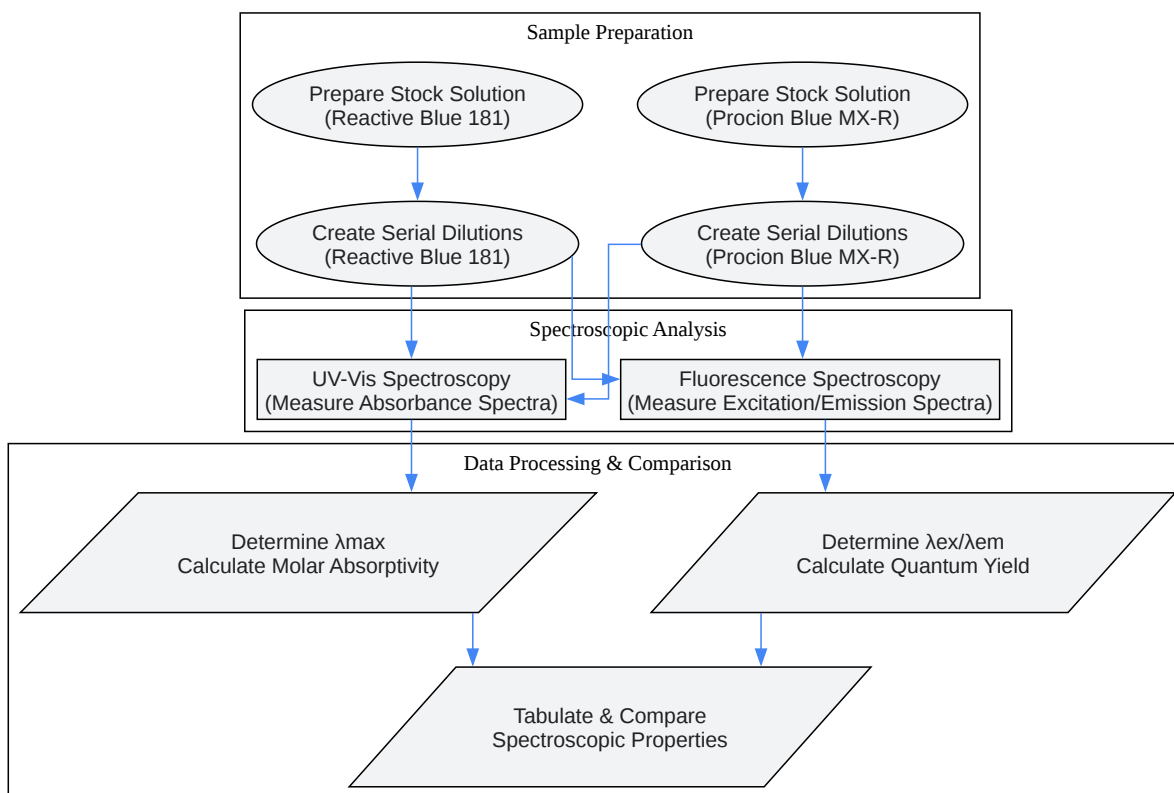 Sample Preparation
Prepare Stock Solution
(Reactive Blue 181)
Prepare Stock Solution
(Procion Blue MX-R)
Create Serial Dilutions
(Reactive Blue 181)
Create Serial Dilutions
(Procion Blue MX-R)
Spectroscopic Analysis
UV-Vis Spectroscopy
(Measure Absorbance Spectra)
Fluorescence Spectroscopy
(Measure Excitation/Emission Spectra)
Data Processing & Comparison
Determine λmax
Calculate Molar Absorptivity
Determine λex/λem
Calculate Quantum Yield
Tabulate & Compare
Spectroscopic Properties